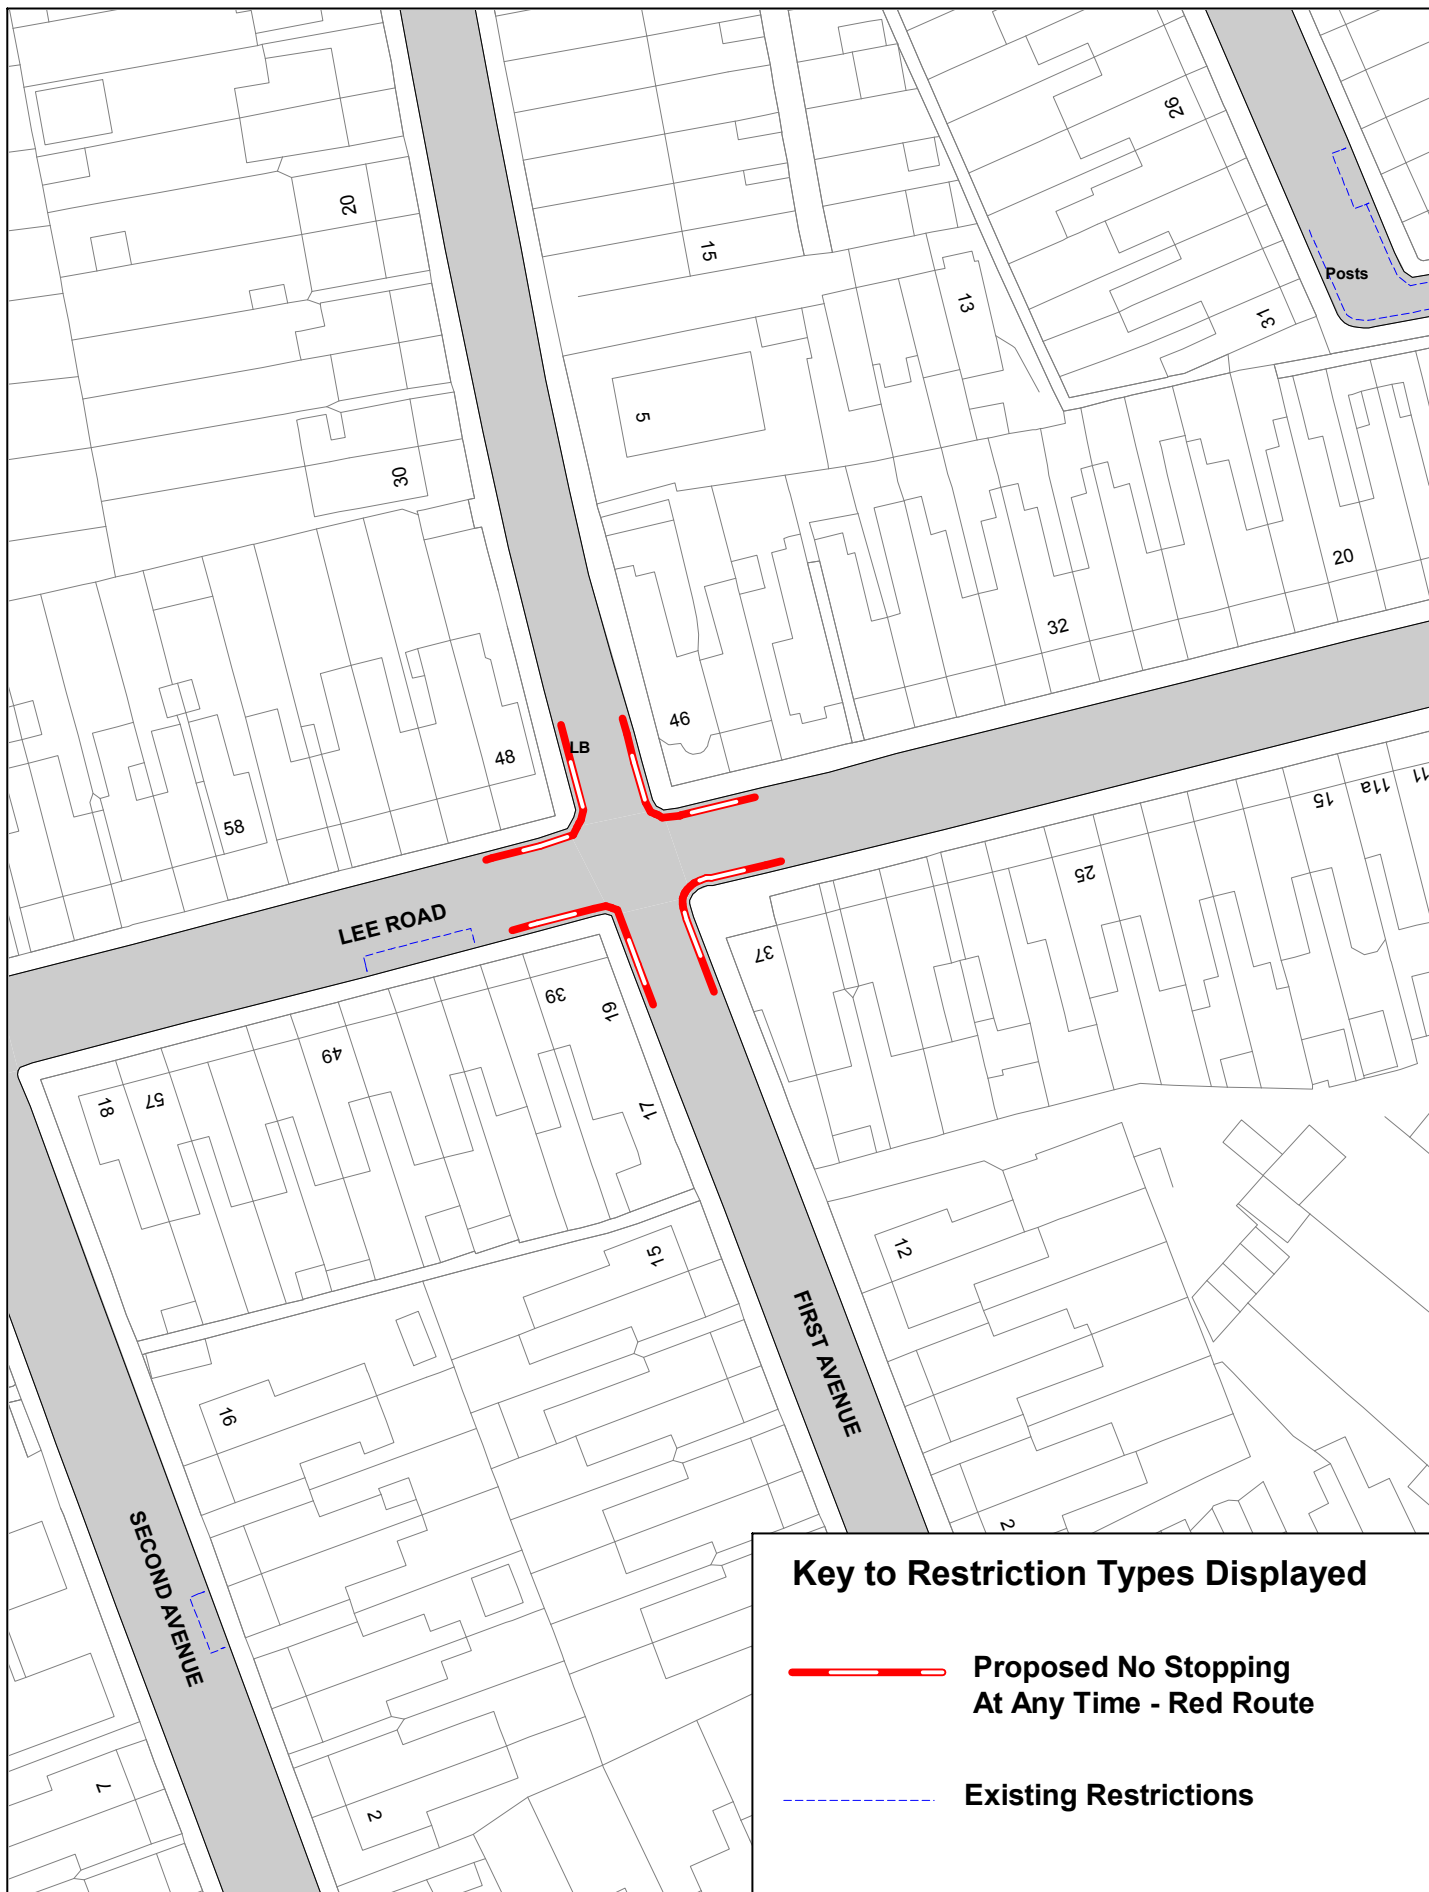 26
20
15
Posts
13
31
5
30
20
32
46
LB
48
11
11a
15
58
25
LEE ROAD
37
39
19
49
18
57
17
12
15
FIRST AVENUE
16
SECOND AVENUE
2
Key to Restriction Types Displayed
Proposed No Stopping
At Any Time - Red Route
7
Existing Restrictions
2